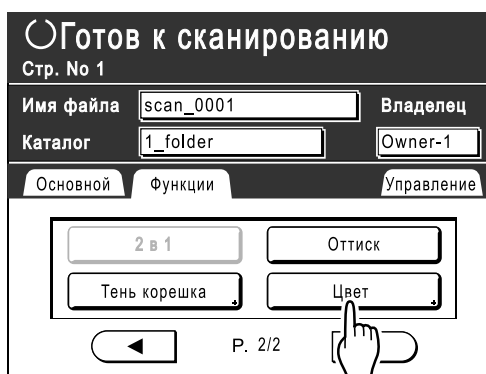 Готов к сканированию
Стр. No 1
Имя файла scan_0001 Владелец
Каталог 1_folder Owner-1
Основной Функции Управление
2 в 1 Оттиск
Тень корешка Цвет
P. 2/2